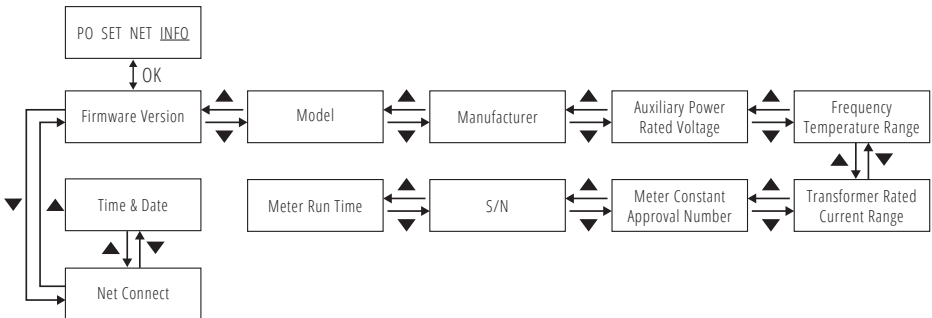 PO SET NET INFO
OK
Firmware Version
Model
Manufacturer
Auxiliary Power
Rated Voltage
Frequency
Temperature Range
Time & Date
Meter Run Time
S/N
Meter Constant
Approval Number
Transformer Rated
Current Range
Net Connect